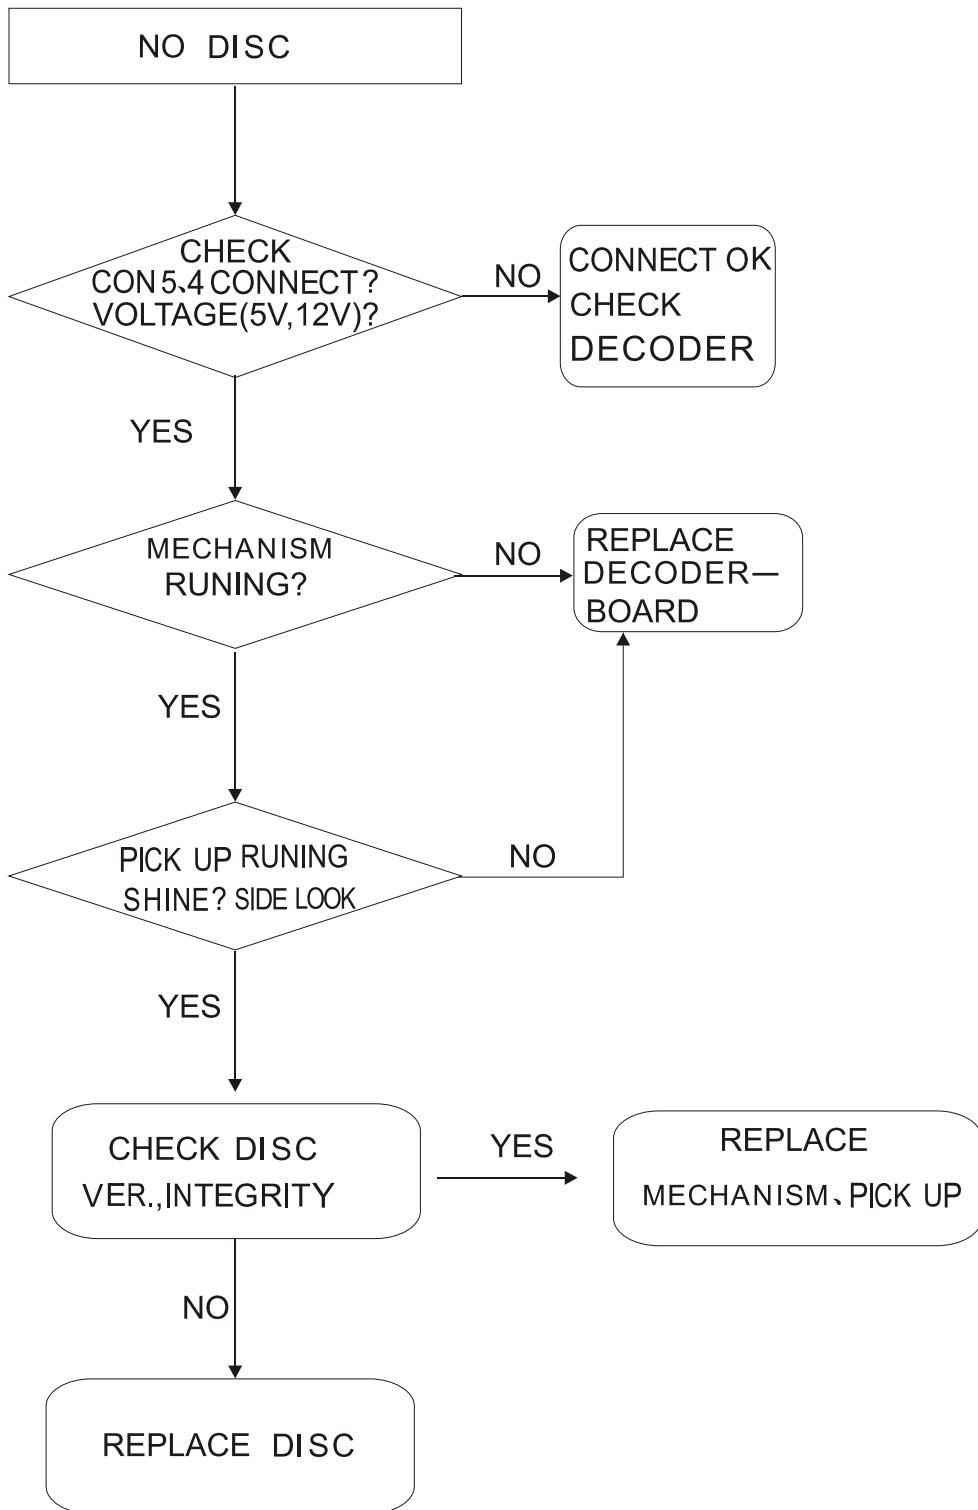 NO DISC
CHECK
CON 5、4 CONNECT?
VOLTAGE(5V,12V)?
NO
CONNECT OK
CHECK
DECODER
YES
MECHANISM
RUNING?
NO
REPLACE
DECODER—
BOARD
YES
PICK UP RUNING
SHINE? SIDE LOOK
NO
YES
CHECK DISC
VER.,INTEGRITY
YES
REPLACE
MECHANISM、PICK UP
NO
REPLACE DISC